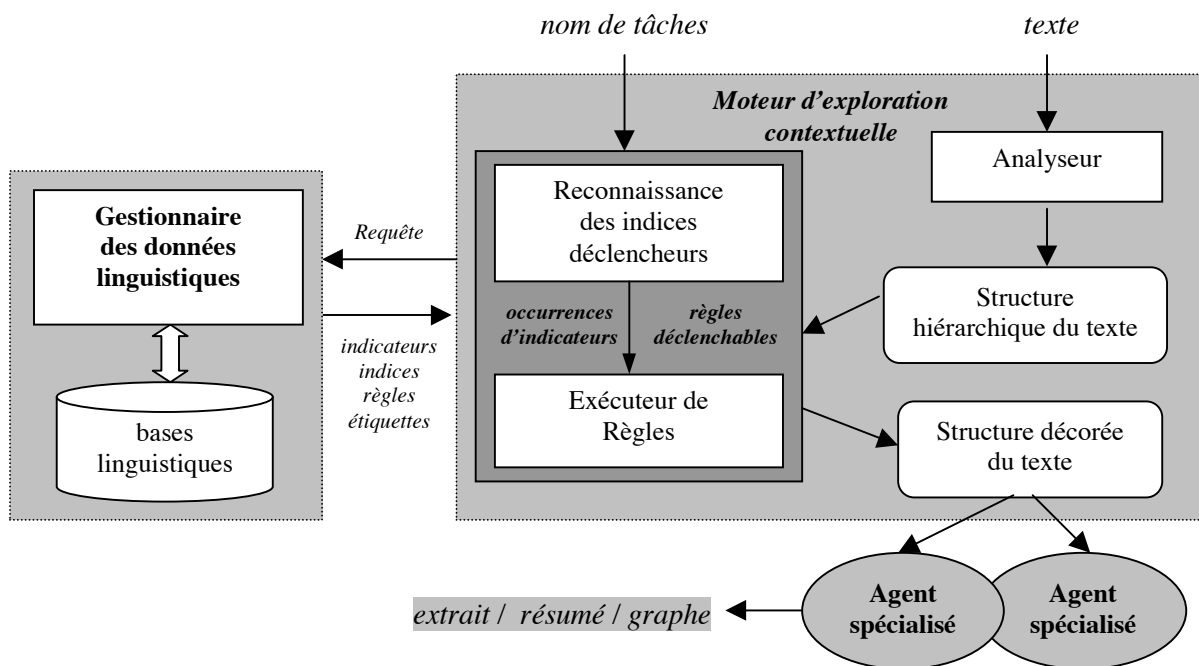 nom de tâches
texte
Moteur d'exploration
contextuelle
Analyseur
Reconnaissance
des indices
déclencheurs
Gestionnaire
des données
linguistiques
Requête
Structure
hiérarchique du texte
occurrences
d'indicateurs
règles
déclenchables
indicateurs
indices
règles
étiquettes
bases
linguistiques
Exécuteur de
Règles
Structure décorée
du texte
Agent
spécialisé
Agent
spécialisé
extrait / résumé / graphe